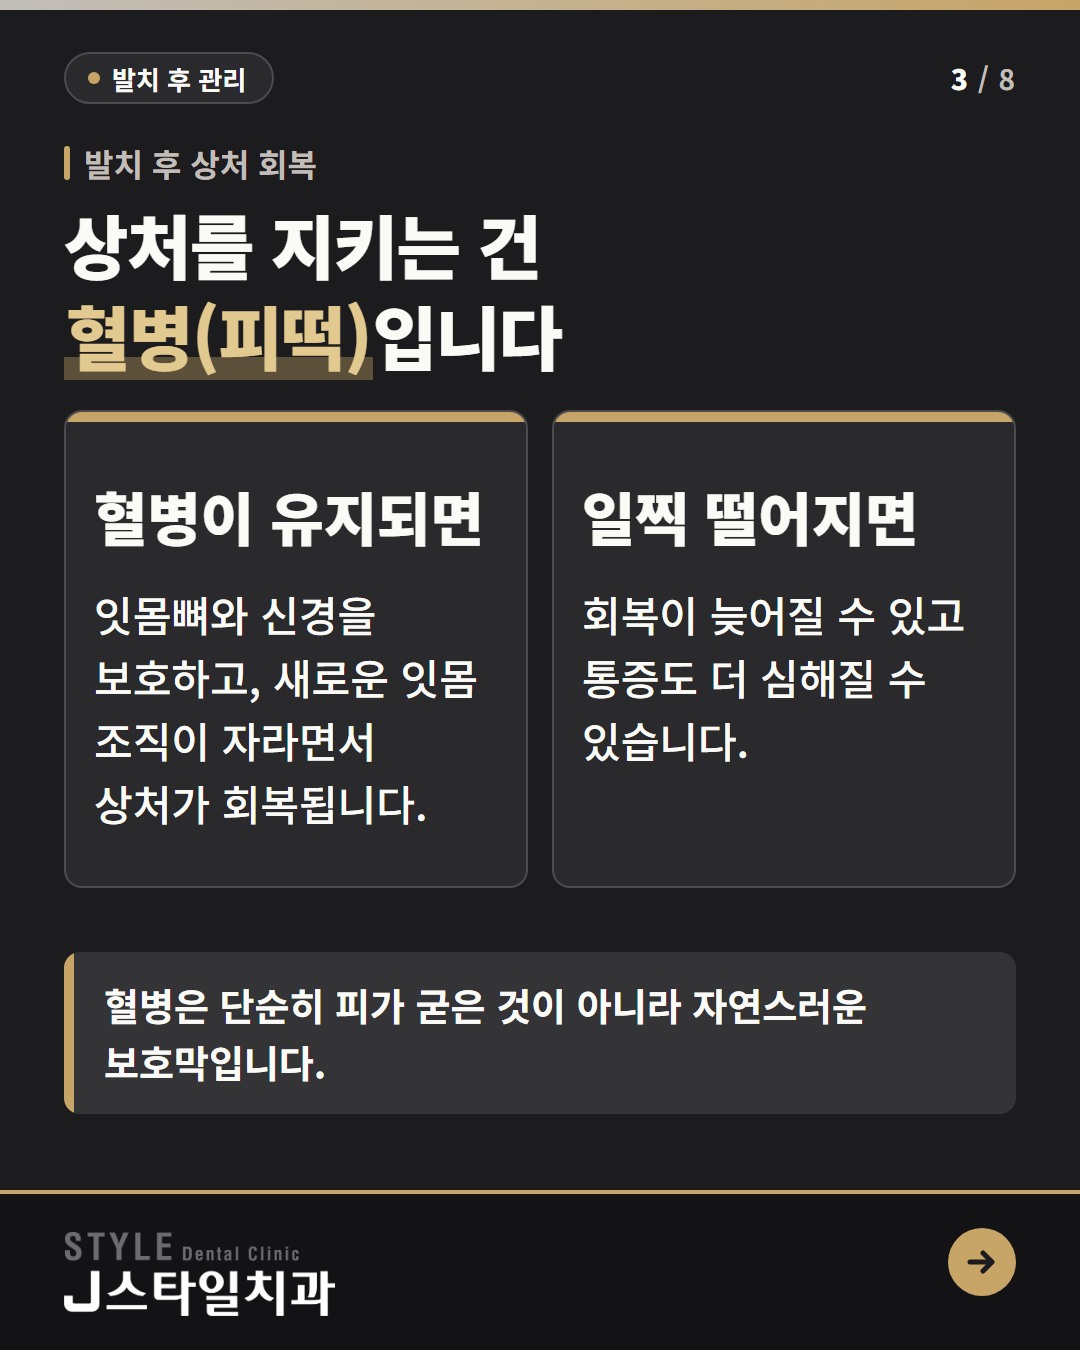 발치 후 관리
3 / 8
발치 후 상처 회복
상처를 지키는 건
혈병(피떡)입니다
혈병이 유지되면
잇몸뼈와 신경을
보호하고, 새로운 잇몸
조직이 자라면서
상처가 회복됩니다.
일찍 떨어지면
회복이 늦어질 수 있고
통증도 더 심해질 수
있습니다.
혈병은 단순히 피가 굳은 것이 아니라 자연스러운
보호막입니다.
STYLE Dental Clinic
J스타일치과